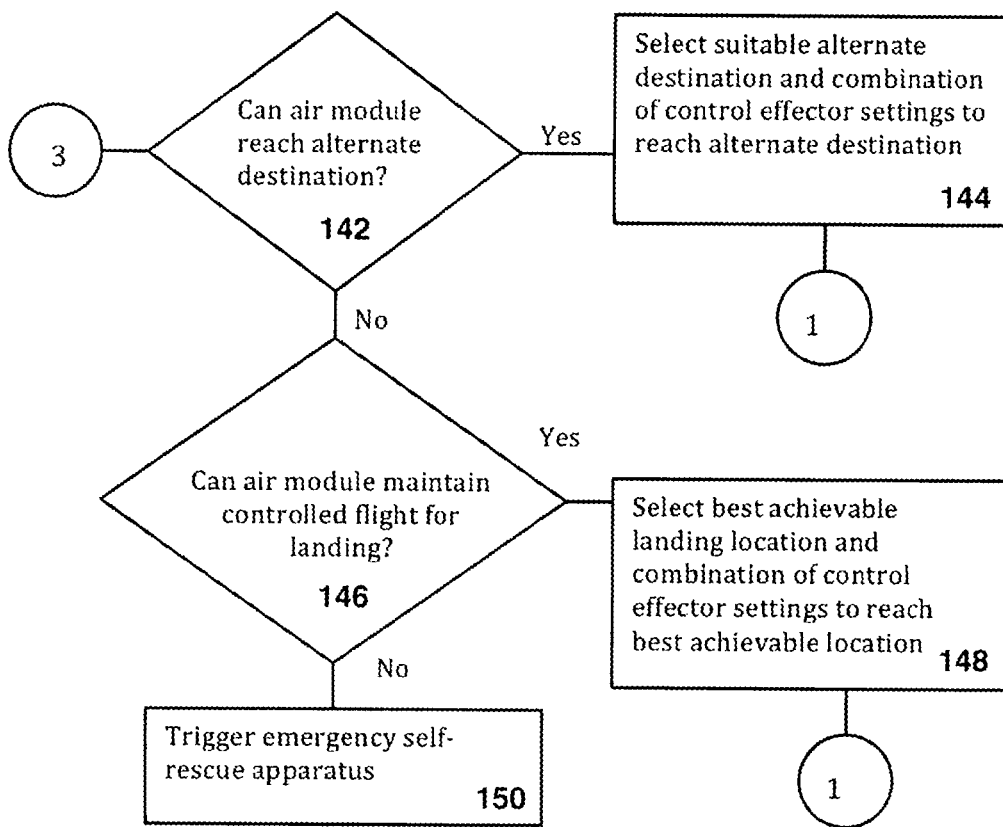 3
Can air module
reach alternate
destination?
142
Yes
Select suitable alternate
destination and combination
of control effector settings to
reach alternate destination
144
1
No
Can air module maintain
controlled flight for
landing?
146
Yes
Select best achievable
landing location and
combination of control
effector settings to reach
best achievable location
148
1
No
Trigger emergency self-
rescue apparatus
150